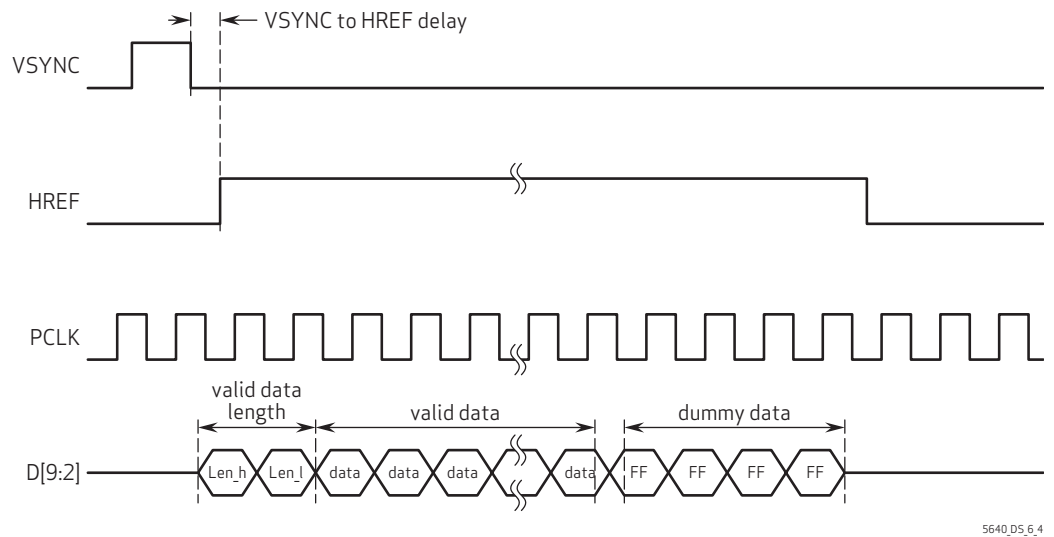 VSYNC to HREF delay
VSYNC
HREF
PCLK
valid data
length
valid data
dummy data
D[9:2]
Len_h
Len_l
data
data
data
data
FF
FF
FF
FF
5640_DS_6_4